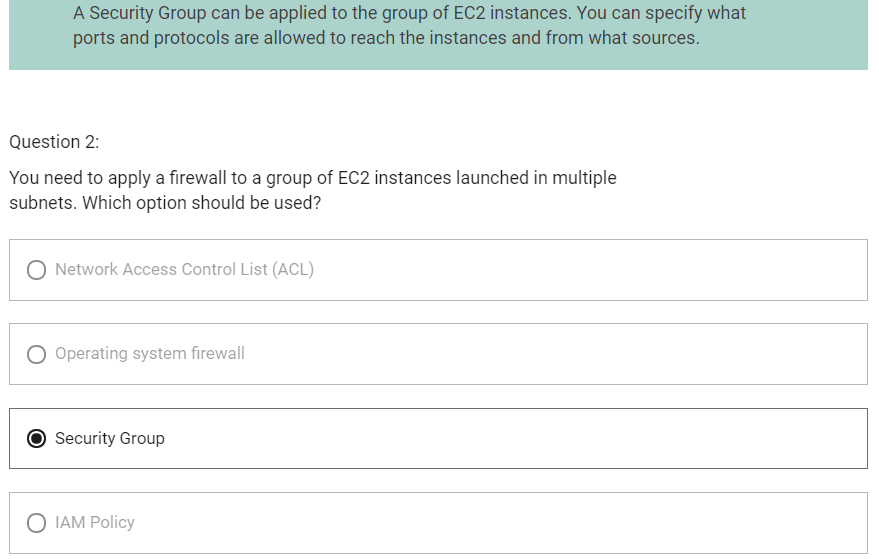 A Security Group can be applied to the group of EC2 instances. You can specify what
ports and protocols are allowed to reach the instances and from what sources.
Question 2:
You need to apply a firewall to a group of EC2 instances launched in multiple
subnets. Which option should be used?
Network Access Control List (ACL)
Operating system firewall
Security Group
IAM Policy